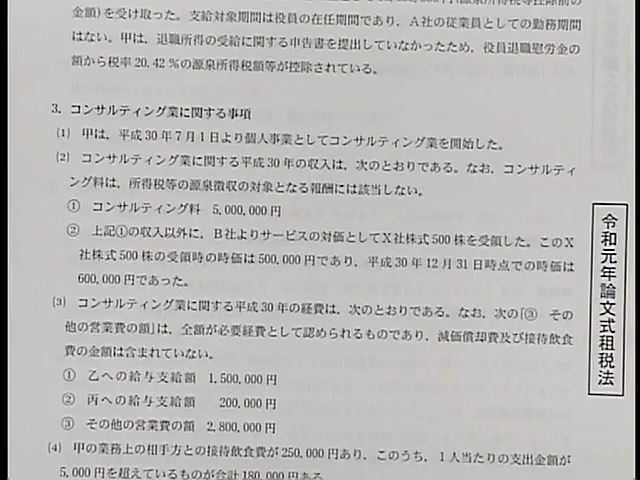 金額)を受け取った。支給対象期間は役員の在任期間であり、A社の従業員としての勤務期間
はない。甲は、退職所得の受給に関する申告書を提出していなかったため、役員退職慰労金の
額から税率20.42%の源泉所得税額等が控除されている。
3. コンサルティング業に関する事項
(1) 甲は、平成30年7月1日より個人事業としてコンサルティング業を開始した。
(2) コンサルティング業に関する平成30年の収入は、次のとおりである。なお、コンサルティ
ング料は、所得税等の源泉徴収の対象となる報酬には該当しない。
① コンサルティング料 5,000,000円
② 上記①の収入以外に、B社よりサービスの対価としてX社株式500株を受領した。このX
社株式500株の受領時の時価は500,000円であり、平成30年12月31日時点での時価は
600,000円であった。
(3) コンサルティング業に関する平成30年の経費は、次のとおりである。なお、次の「③ その
他の営業費の額」は、全額が必要経費として認められるものであり、減価償却費及び接待飲食
費の金額は含まれていない。
① 乙への給与支給額 1,500,000円
② 丙への給与支給額 200,000円
③ その他の営業費の額 2,800,000円
(4) 甲の業務上の相手方との接待飲食費が250,000円あり、このうち、1人当たりの支出金額が
5,000円を超えているものが合計180,000円ある
令和元年論文式租税法